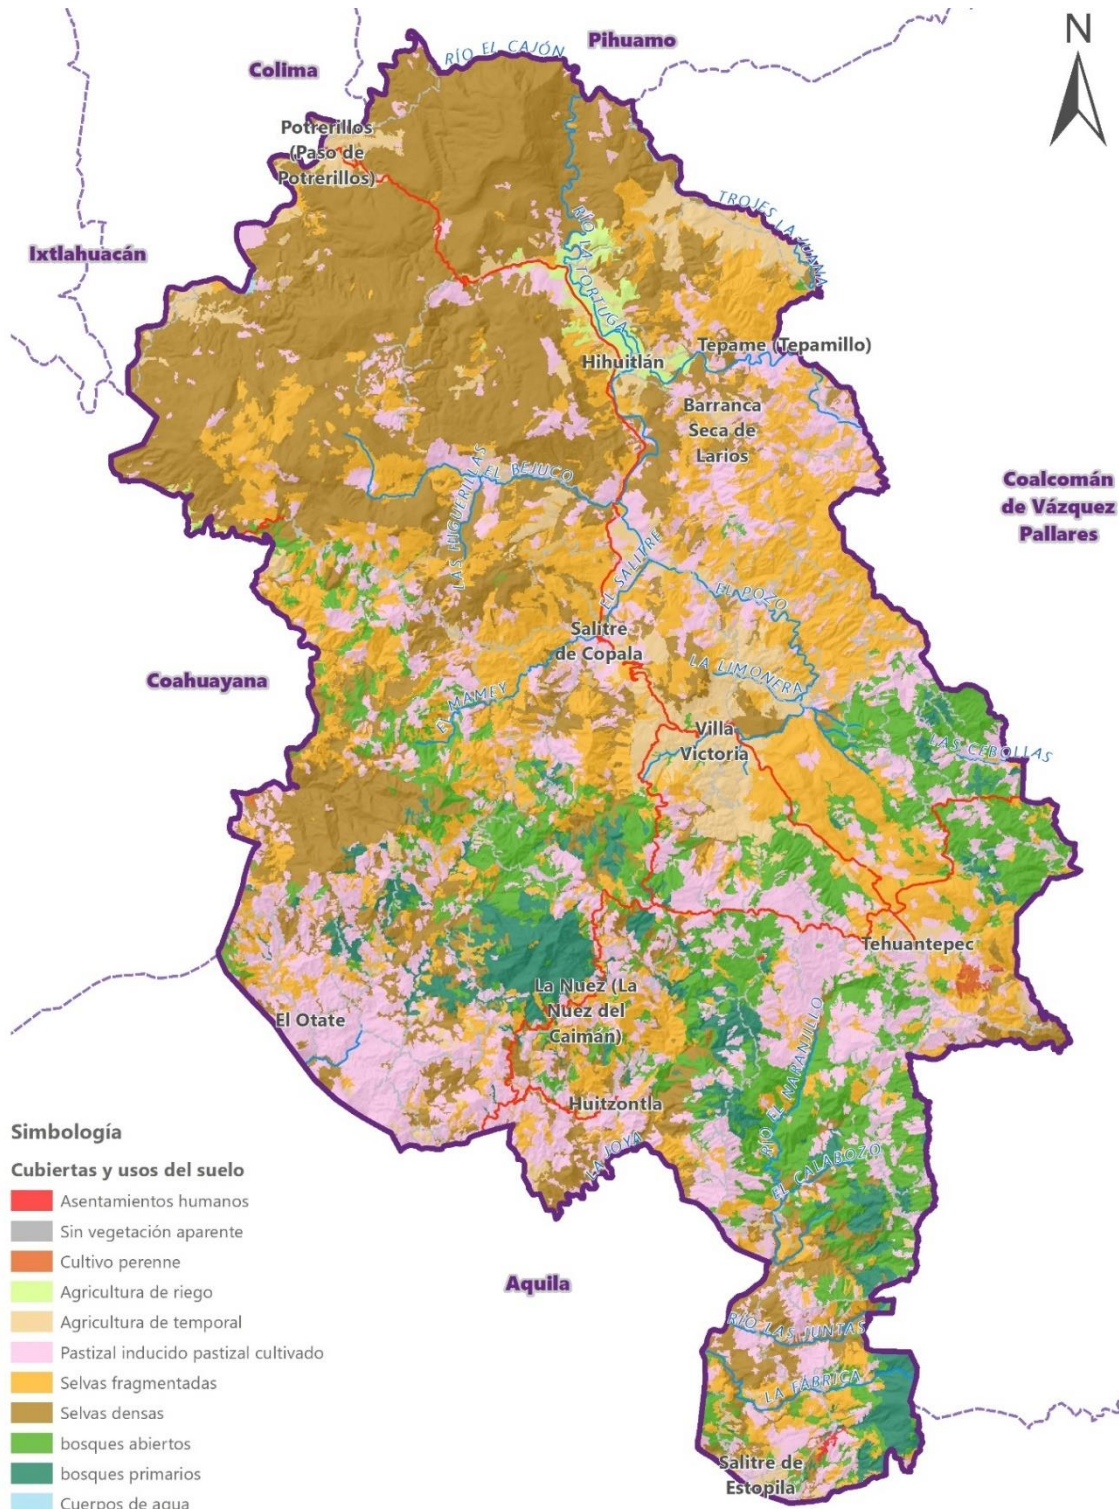 N
Pihuamo
RÍO EL CAJÓN
Colima
Potrerillos
(Paso de
Potrerillos)
TROJES LA JUANA
RÍO LA TORTUGA
Ixtlahuacán
Tepame (Tepamillo)
Hihuitlán
Barranca
Seca de
Larios
EL BEJUCO
LAS HIGUERILLAS
Coalcomán
de Vázquez
Pallares
EL SALITRE
EL POZO
Salitre
de Copala
LA LIMONERA
Coahuayana
EL MAMEY
Villa
Victoria
LAS CEBOLLAS
Tehuantepec
La Nuez (La
Nuez del
Caimán)
El Otate
RÍO EL NARANJILLO
Huitzontla
LA JOYA
EL CALABOZO
Aquila
RÍO LAS JUNTAS
LA FÁBRICA
Salitre de
Estopila
Simbología
Cubiertas y usos del suelo
Asentamientos humanos
Sin vegetación aparente
Cultivo perenne
Agricultura de riego
Agricultura de temporal
Pastizal inducido pastizal cultivado
Selvas fragmentadas
Selvas densas
bosques abiertos
bosques primarios
Cuerpos de agua